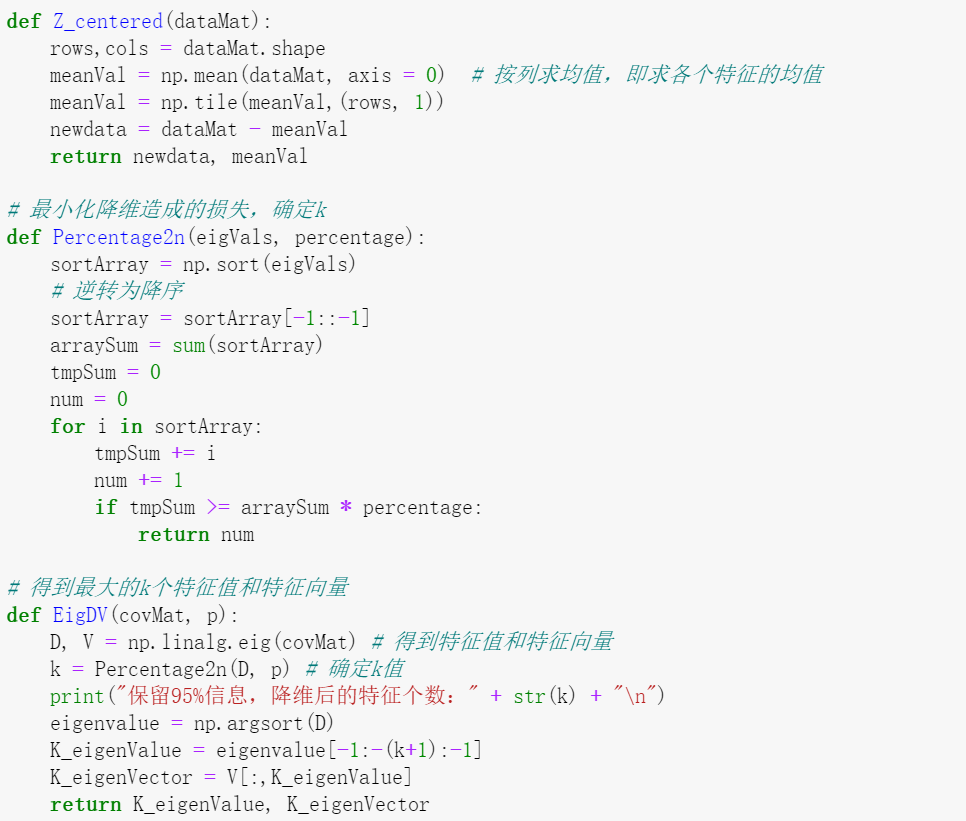 def Z_centered(dataMat):
    rows,cols = dataMat.shape
    meanVal = np.mean(dataMat, axis = 0)  # 按列求均值，即求各个特征的均值
    meanVal = np.tile(meanVal,(rows, 1))
    newdata = dataMat - meanVal
    return newdata, meanVal

# 最小化降维造成的损失，确定k
def Percentage2n(eigVals, percentage):
    sortArray = np.sort(eigVals)
    # 逆转为降序
    sortArray = sortArray[-1::-1]
    arraySum = sum(sortArray)
    tmpSum = 0
    num = 0
    for i in sortArray:
        tmpSum += i
        num += 1
        if tmpSum >= arraySum * percentage:
            return num

# 得到最大的k个特征值和特征向量
def EigDV(covMat, p):
    D, V = np.linalg.eig(covMat) # 得到特征值和特征向量
    k = Percentage2n(D, p) # 确定k值
    print("保留95%信息，降维后的特征个数：" + str(k) + "\n")
    eigenvalue = np.argsort(D)
    K_eigenValue = eigenvalue[-1:-(k+1):-1]
    K_eigenVector = V[:,K_eigenValue]
    return K_eigenValue, K_eigenVector